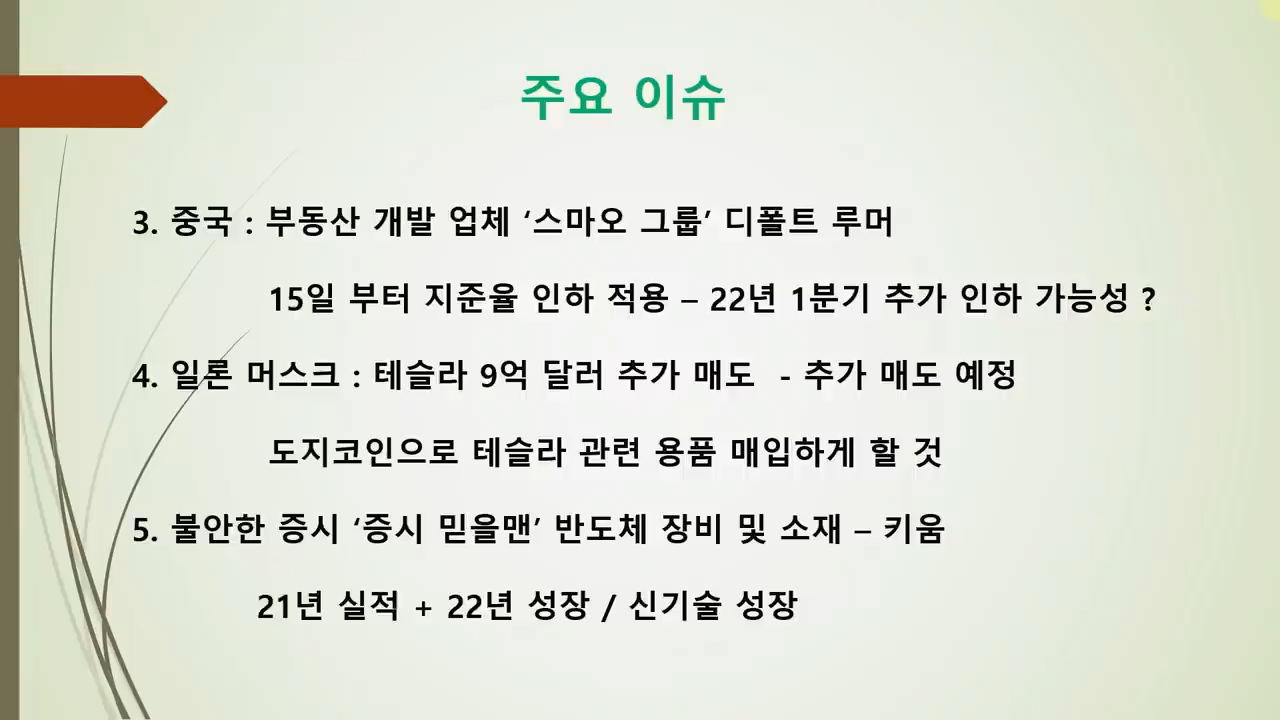 주요 이슈
3. 중국 : 부동산 개발 업체 ‘스마오 그룹’ 디폴트 루머
15일 부터 지준율 인하 적용 – 22년 1분기 추가 인하 가능성 ?
4. 일론 머스크 : 테슬라 9억 달러 추가 매도 - 추가 매도 예정
도지코인으로 테슬라 관련 용품 매입하게 할 것
5. 불안한 증시 ‘증시 믿을맨’ 반도체 장비 및 소재 – 키움
21년 실적 + 22년 성장 / 신기술 성장